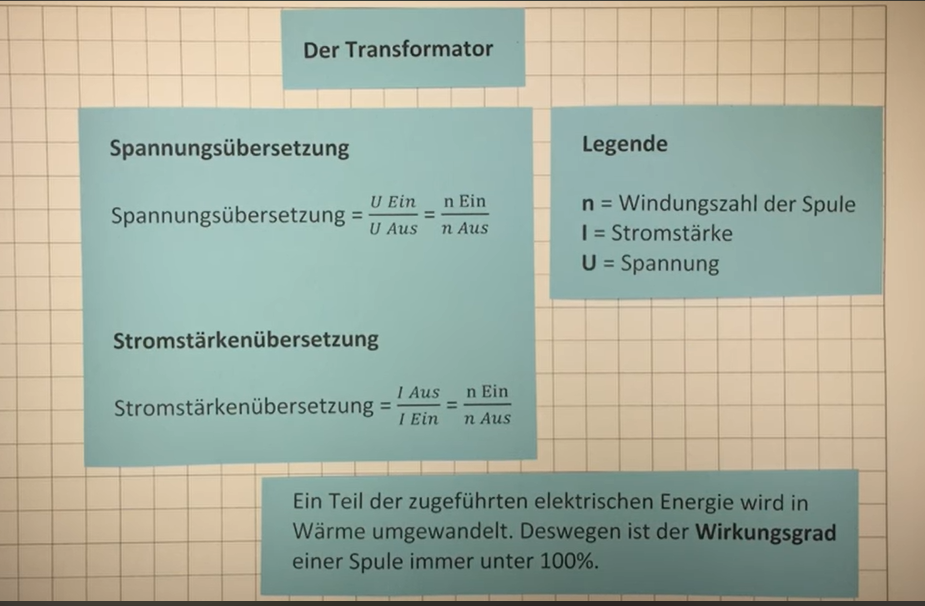 Der Transformator
Spannungsübersetzung
Spannungsübersetzung = U Ein / U Aus = n Ein / n Aus
Stromstärkenübersetzung
Stromstärkenübersetzung = I Aus / I Ein = n Ein / n Aus
Legende
n = Windungszahl der Spule
I = Stromstärke
U = Spannung
Ein Teil der zugeführten elektrischen Energie wird in
Wärme umgewandelt. Deswegen ist der Wirkungsgrad
einer Spule immer unter 100%.